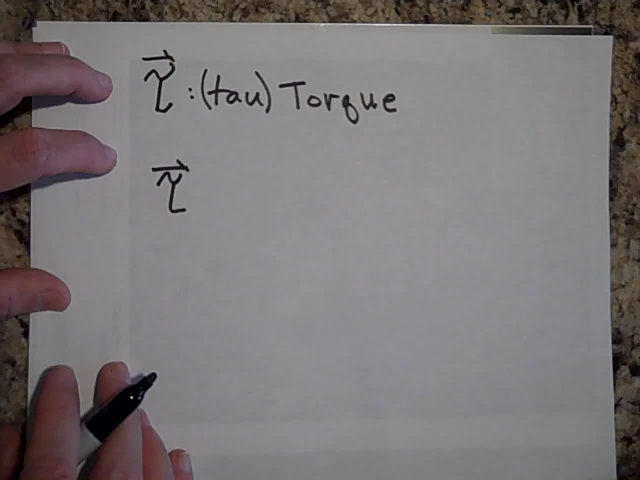 τ⃗ : (tau) Torque
τ⃗